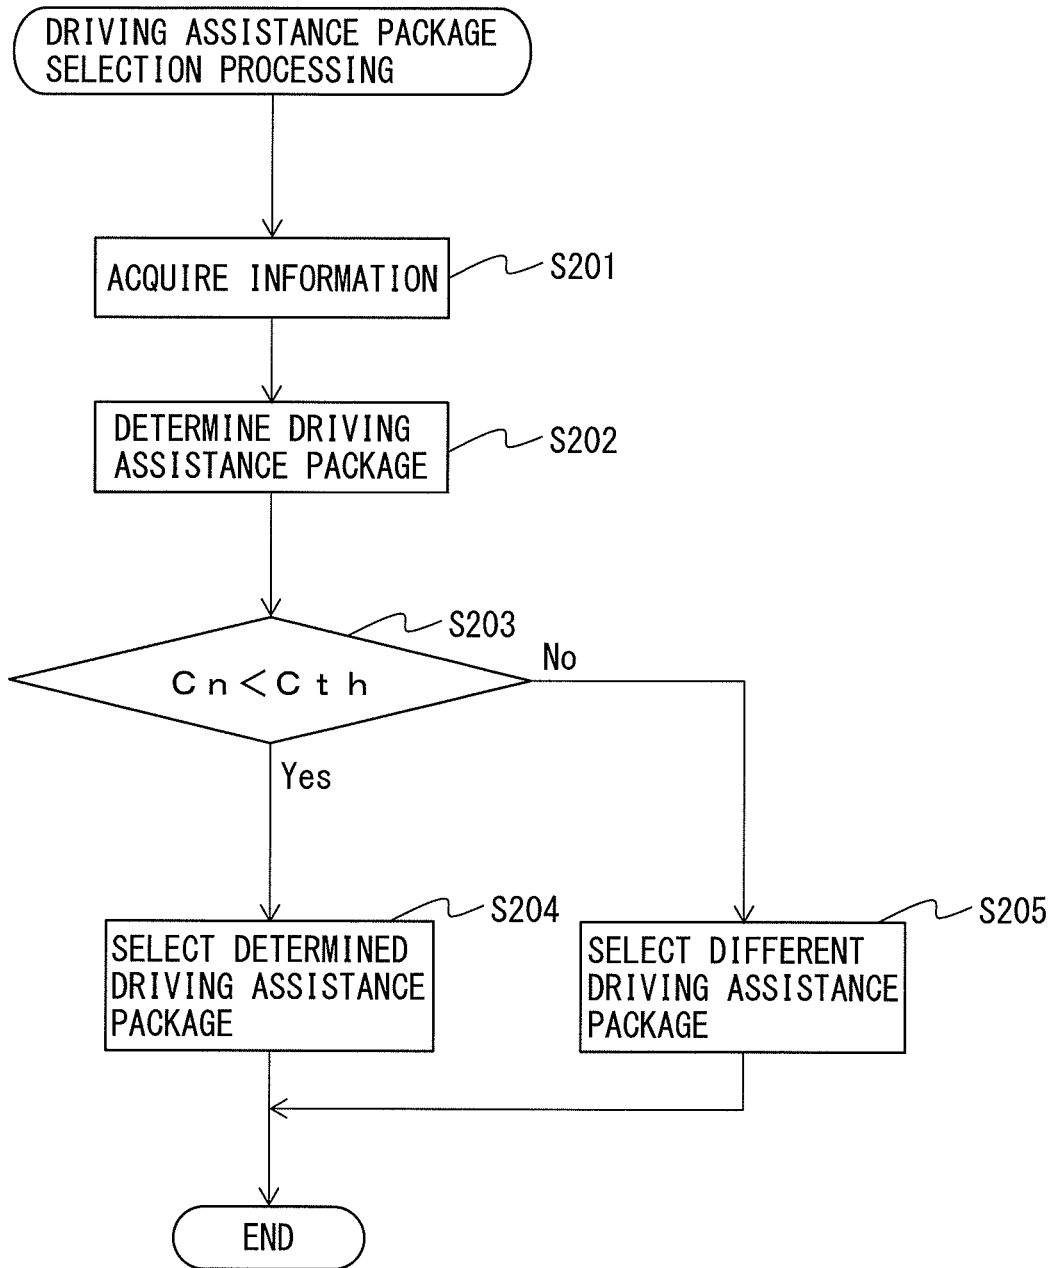 DRIVING ASSISTANCE PACKAGE
SELECTION PROCESSING
ACQUIRE INFORMATION
S201
DETERMINE DRIVING
ASSISTANCE PACKAGE
S202
S203
Cn<Cth
No
Yes
S204
SELECT DETERMINED
DRIVING ASSISTANCE
PACKAGE
S205
SELECT DIFFERENT
DRIVING ASSISTANCE
PACKAGE
END